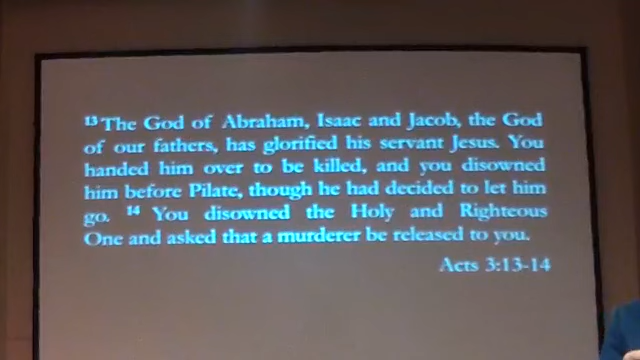 13 The God of Abraham, Isaac and Jacob, the God
of our fathers, has glorified his servant Jesus. You
handed him over to be killed, and you disowned
him before Pilate, though he had decided to let him
go. 14 You disowned the Holy and Righteous
One and asked that a murderer be released to you.
Acts 3:13-14